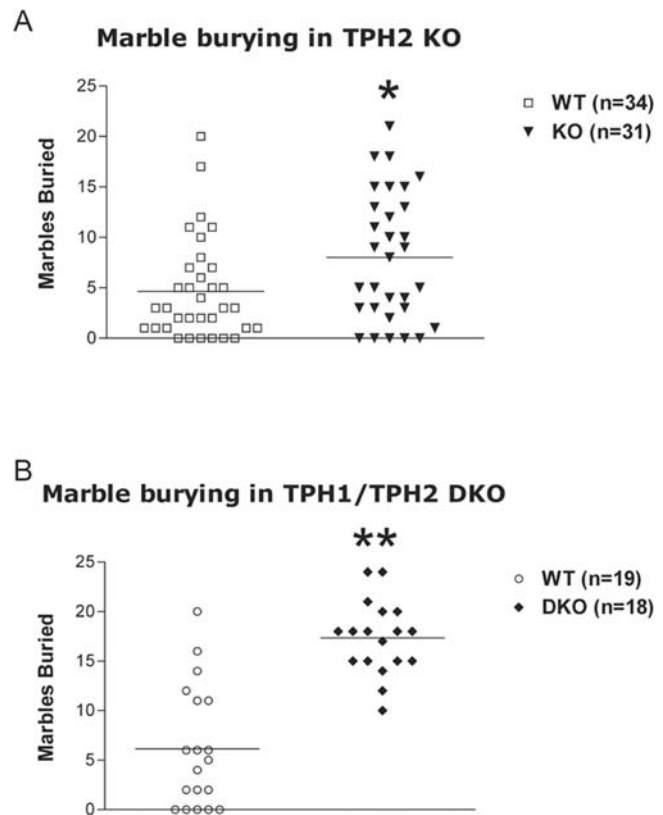 A
Marble burying in TPH2 KO
Marbles Buried
25
20
15
10
5
0
*
WT (n=34)
KO (n=31)
B
Marble burying in TPH1/TPH2 DKO
Marbles Buried
25
20
15
10
5
0
**
WT (n=19)
DKO (n=18)